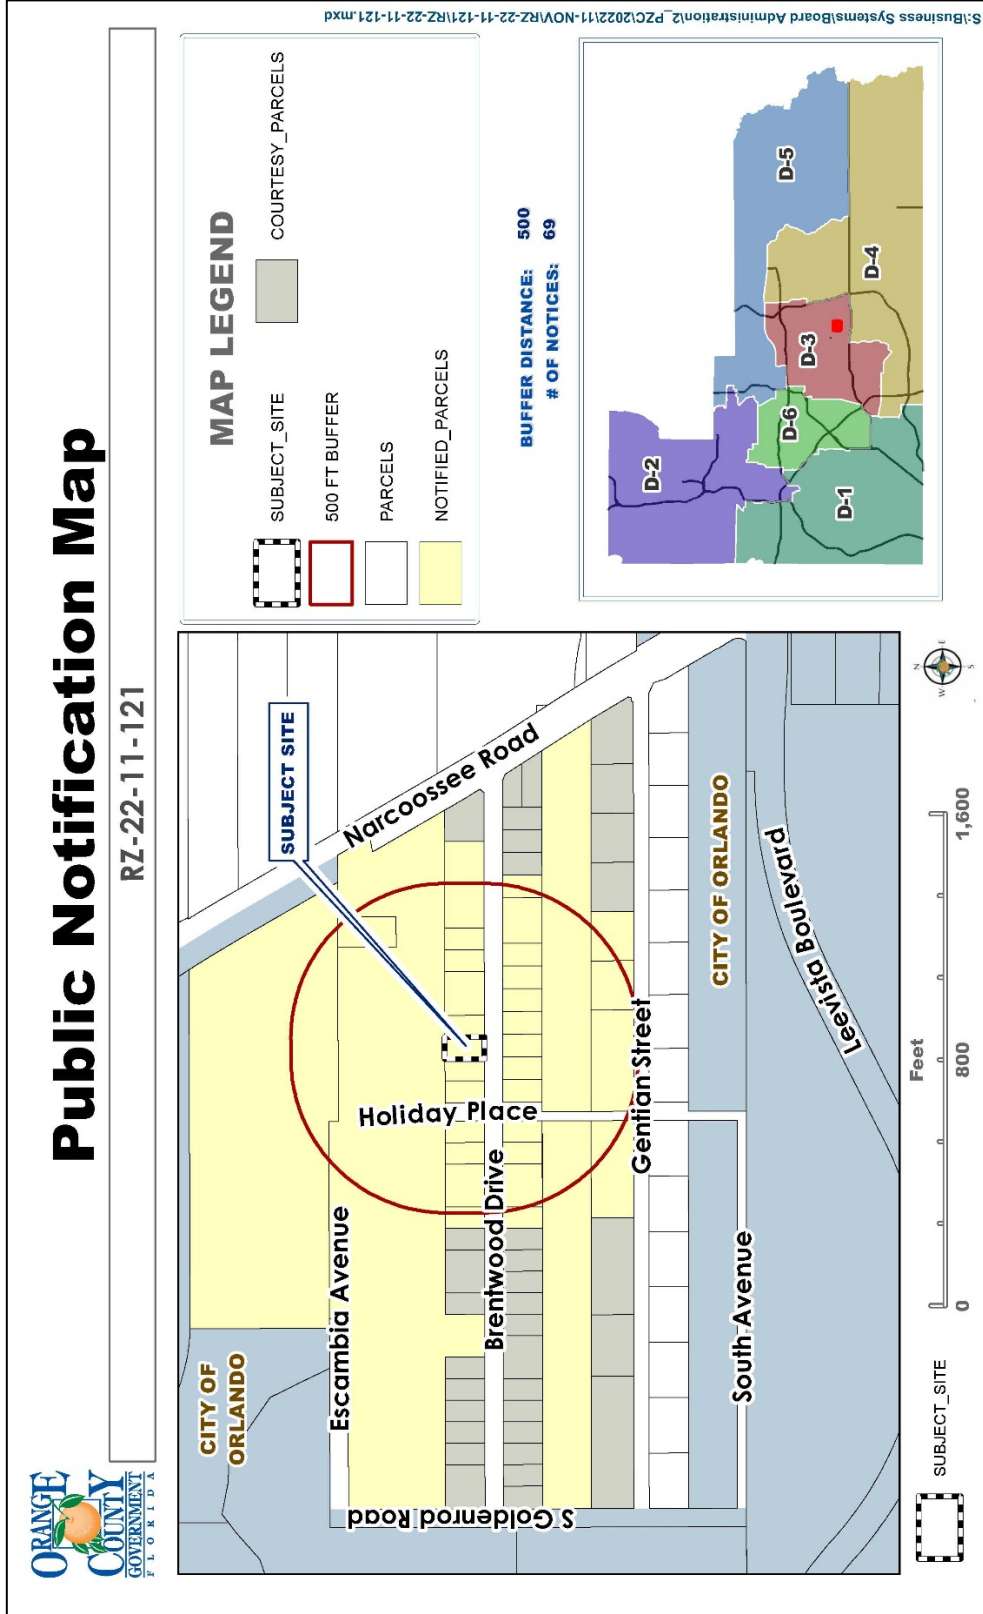 ORANGE
COUNTY
GOVERNMENT
FLORIDA
Public Notification Map
RZ-22-11-121
CITY OF
ORLANDO
SUBJECT SITE
Narcoossee Road
Escambia Avenue
Holiday Place
Brentwood Drive
S Goldenrod Road
Gentian Street
CITY OF ORLANDO
South Avenue
Leevista Boulevard
MAP LEGEND
SUBJECT_SITE
COURTESY_PARCELS
500 FT BUFFER
PARCELS
NOTIFIED_PARCELS
BUFFER DISTANCE: 500
# OF NOTICES: 69
D-2
D-5
D-6
D-3
D-1
D-4
SUBJECT_SITE
Feet
0 800 1,600
N
W E
S
S:\Business Systems\Board Administration\2_PZC\2022\11-NOV\RZ-22-11-121\RZ-22-11-121.mxd